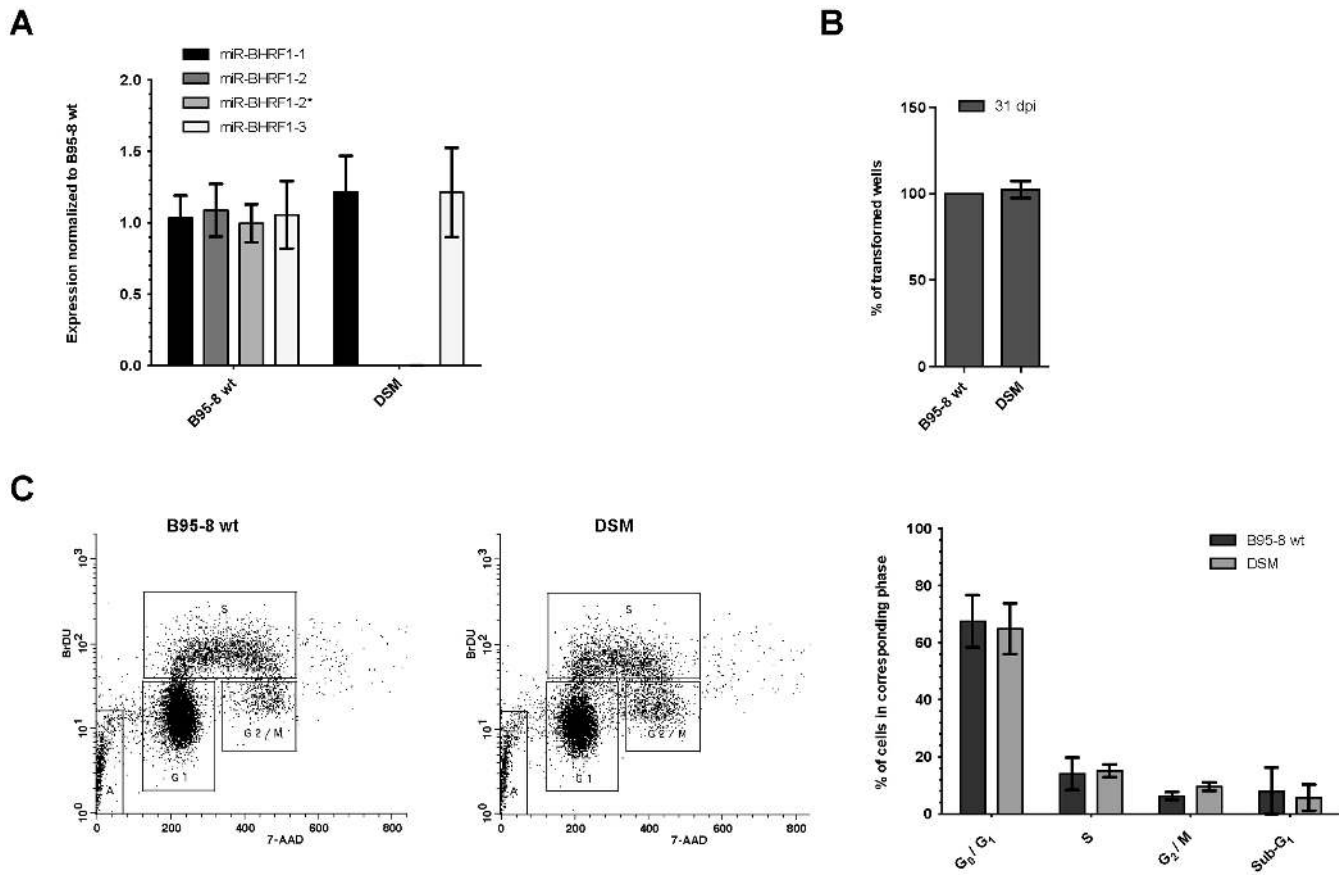 A
miR-BHRF1-1
miR-BHRF1-2
miR-BHRF1-2*
miR-BHRF1-3
Expression normalized to B95-8 wt
2.0
1.5
1.0
0.5
0.0
B95-8 wt
DSM
B
31 dpi
% of transformed wells
150
100
50
0
B95-8 wt
DSM
C
B95-8 wt
BrDU
10³
10²
10¹
10⁰
S
G2/M
G1
A
0 200 400 600 800
7-AAD
DSM
BrDU
10³
10²
10¹
10⁰
S
G2/M
G1
A
0 200 400 600 800
7-AAD
B95-8 wt
DSM
% of cells in corresponding phase
100
80
60
40
20
0
G₀ / G₁
S
G₂ / M
Sub-G₁